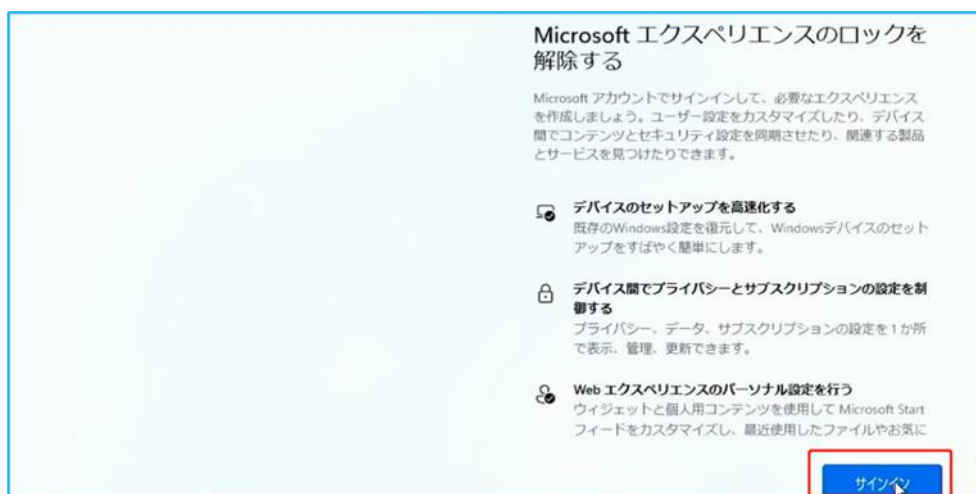 Microsoft エクスペリエンスのロックを
解除する
Microsoft アカウントでサインインして、必要なエクスペリエンス
を作成しましょう。ユーザー設定をカスタマイズしたり、デバイス
間でコンテンツとセキュリティ設定を同期させたり、関連する製品
とサービスを見つけたりできます。
デバイスのセットアップを高速化する
既存のWindows設定を復元して、Windowsデバイスのセット
アップをすばやく簡単にします。
デバイス間でプライバシーとサブスクリプションの設定を制
御する
プライバシー、データ、サブスクリプションの設定を1か所
で表示、管理、更新できます。
Web エクスペリエンスのパーソナル設定を行う
ウィジェットと個人用コンテンツを使用して Microsoft Start
フィードをカスタマイズし、最近使用したファイルやお気に
サインイン